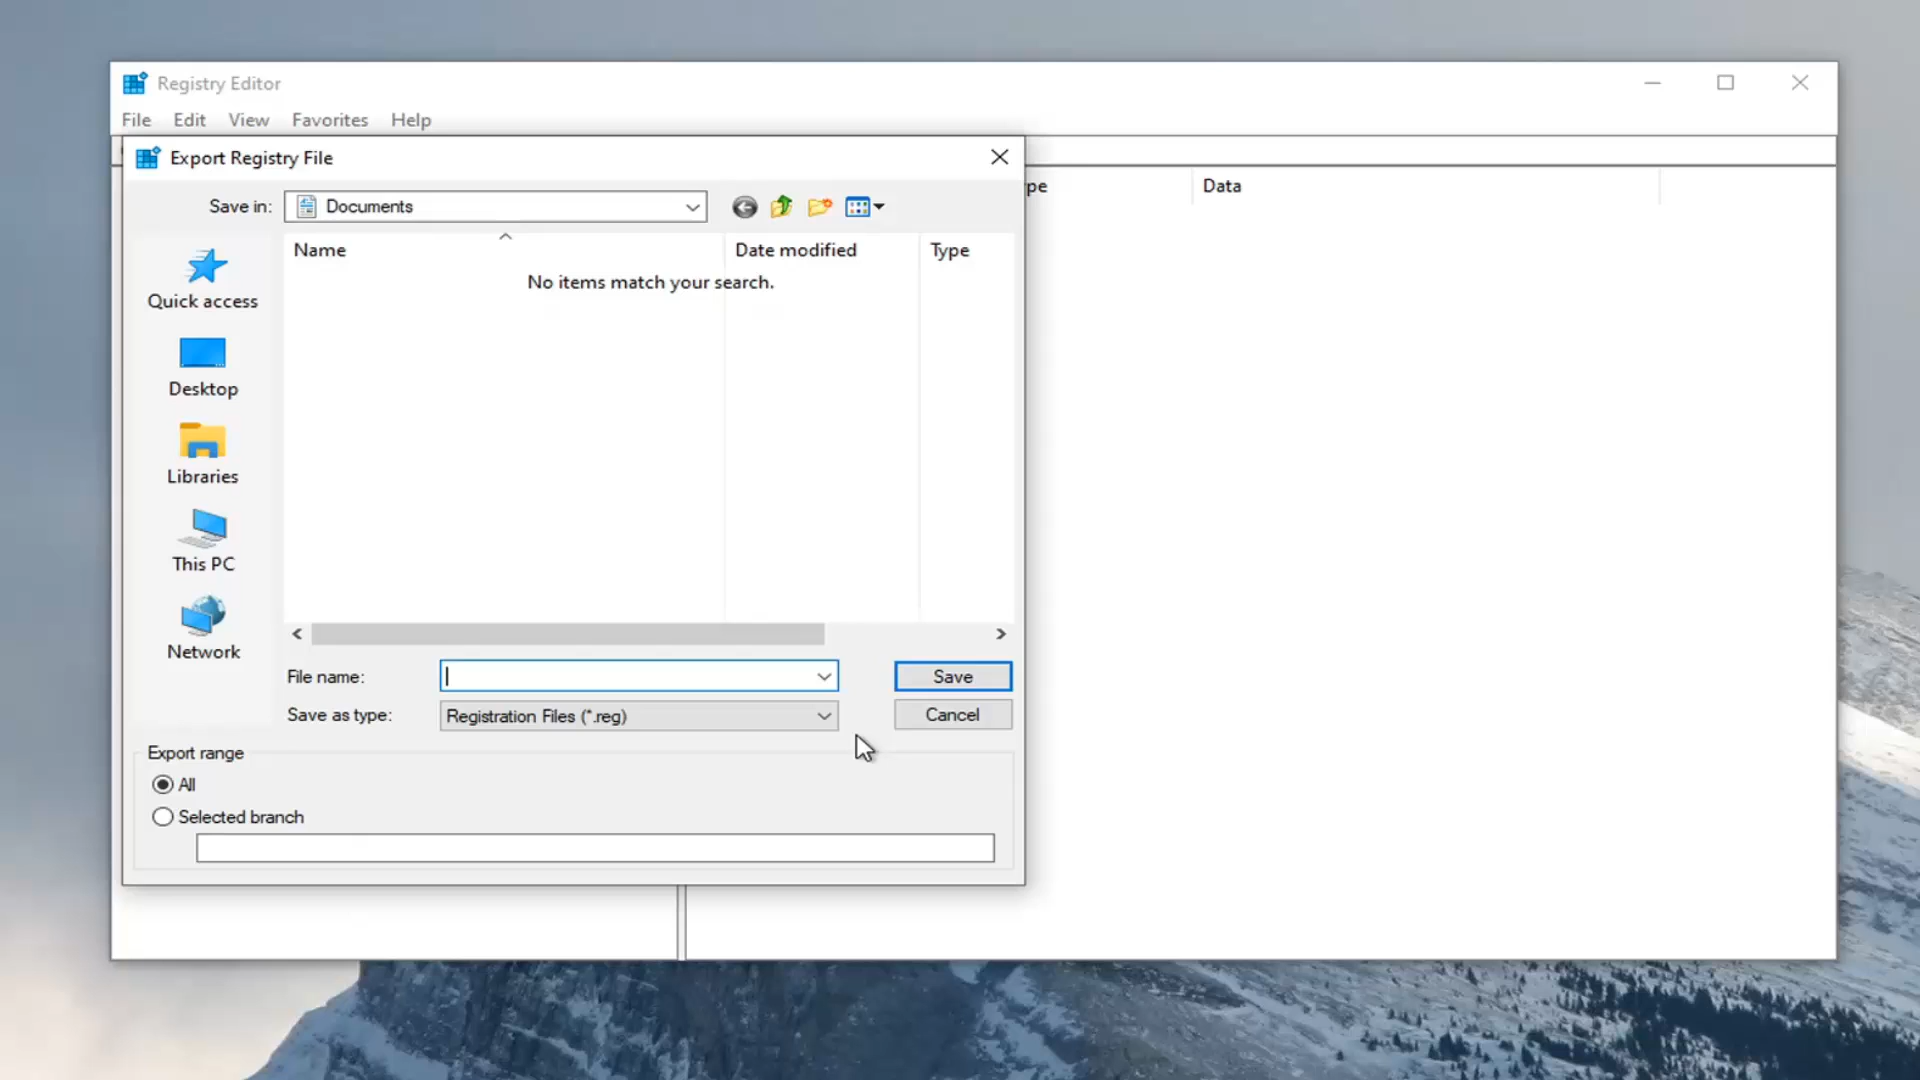 Registry Editor
File Edit View Favorites Help
Export Registry File
Save in: Documents
pe Data
Name Date modified Type
No items match your search.
Quick access
Desktop
Libraries
This PC
Network
File name: Save
Save as type: Registration Files (*.reg) Cancel
Export range
All
Selected branch